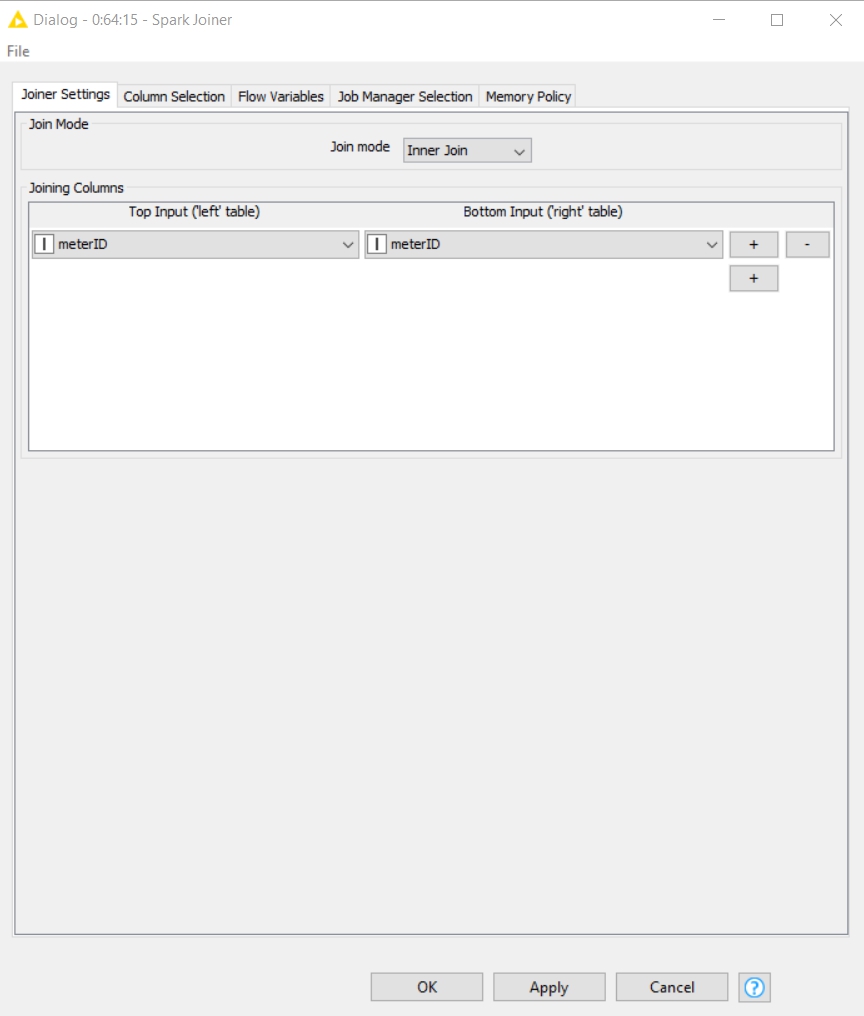 Dialog - 0:64:15 - Spark Joiner
File
Joiner Settings Column Selection Flow Variables Job Manager Selection Memory Policy
Join Mode
Join mode Inner Join
Joining Columns
Top Input ('left' table) Bottom Input ('right' table)
I meterID I meterID + -
+
OK Apply Cancel ?